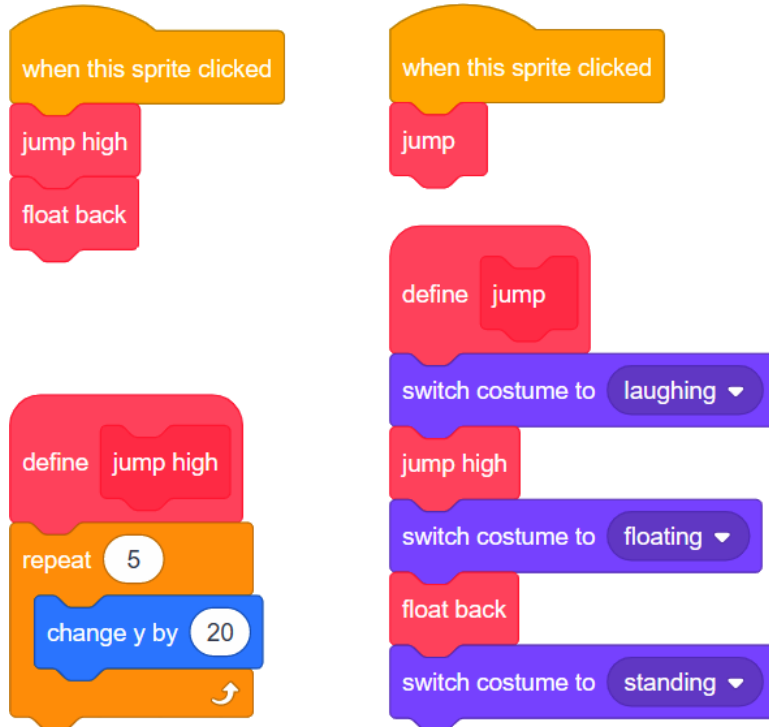 when this sprite clicked
jump high
float back
define jump high
repeat 5
change y by 20
when this sprite clicked
jump
define jump
switch costume to laughing
jump high
switch costume to floating
float back
switch costume to standing